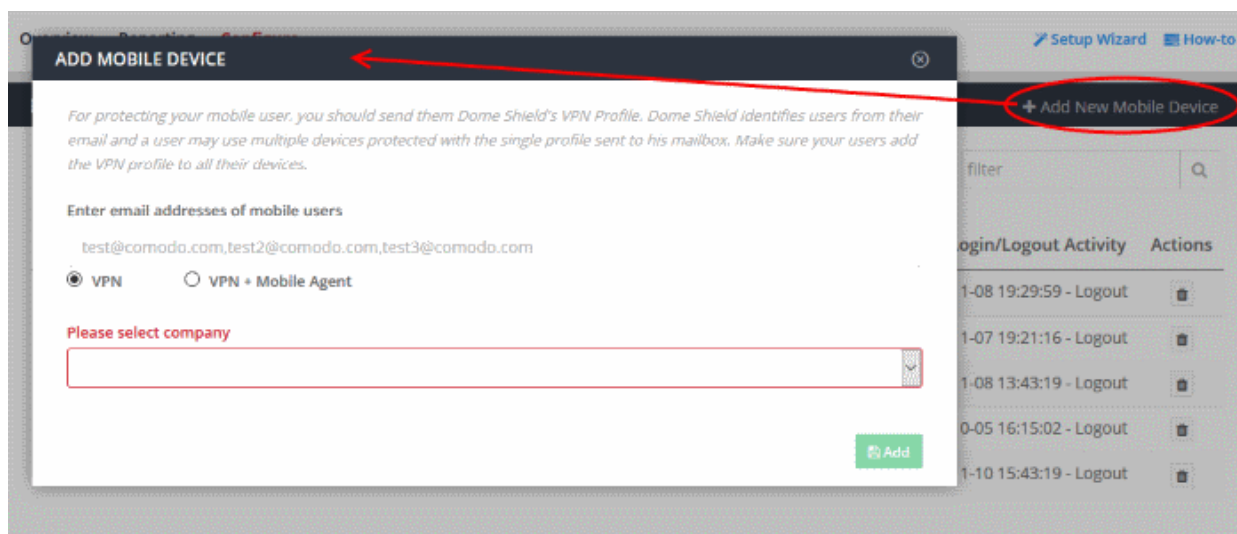 Setup Wizard How-to
ADD MOBILE DEVICE
+ Add New Mobile Device
For protecting your mobile user. you should send them Dome Shield's VPN Profile. Dome Shield identifies users from their
email and a user may use multiple devices protected with the single profile sent to his mailbox. Make sure your users add
the VPN profile to all their devices.
filter
Enter email addresses of mobile users
test@comodo.com,test2@comodo.com,test3@comodo.com
ogin/Logout Activity Actions
VPN VPN + Mobile Agent
1-08 19:29:59 - Logout
Please select company
1-07 19:21:16 - Logout
1-08 13:43:19 - Logout
0-05 16:15:02 - Logout
Add
1-10 15:43:19 - Logout